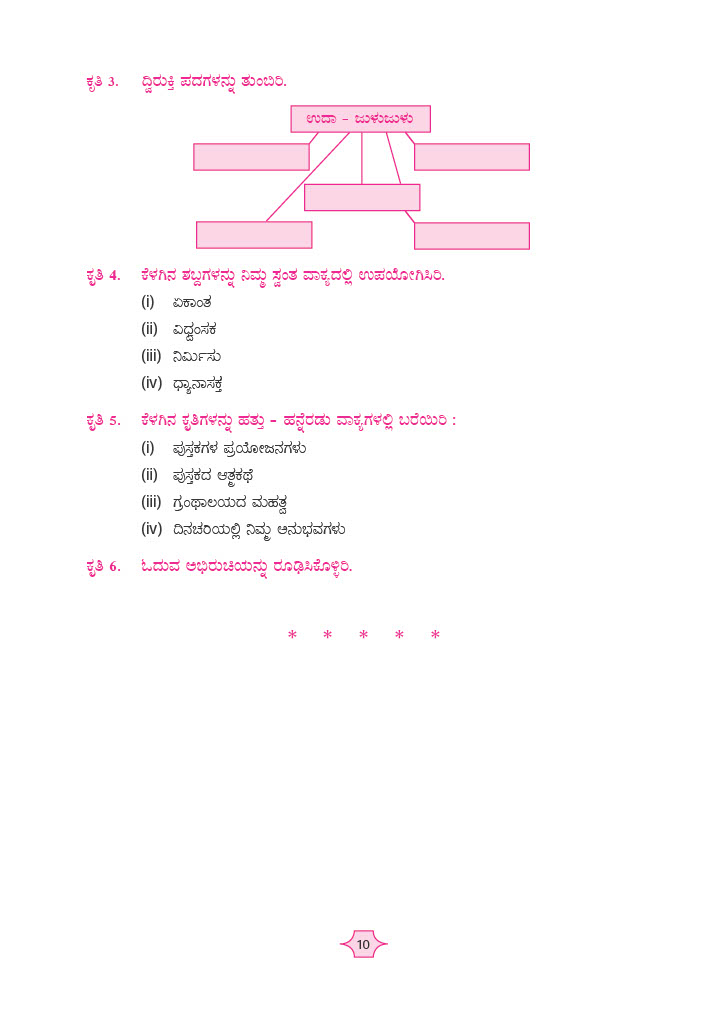 ಕೃತಿ 3. ದ್ವಿರುಕ್ತಿ ಪದಗಳನ್ನು ತುಂಬಿರಿ.
ಉದಾ – ಜುಳುಜುಳು
ಕೃತಿ 4. ಕೆಳಗಿನ ಶಬ್ದಗಳನ್ನು ನಿಮ್ಮ ಸ್ವಂತ ವಾಕ್ಯದಲ್ಲಿ ಉಪಯೋಗಿಸಿರಿ.
(i) ಏಕಾಂತ
(ii) ವಿಧ್ವಂಸಕ
(iii) ನಿರ್ಮಿಸು
(iv) ಧ್ಯಾನಾಸಕ್ತ
ಕೃತಿ 5. ಕೆಳಗಿನ ಕೃತಿಗಳನ್ನು ಹತ್ತು – ಹನ್ನೆರಡು ವಾಕ್ಯಗಳಲ್ಲಿ ಬರೆಯಿರಿ :
(i) ಪುಸ್ತಕಗಳ ಪ್ರಯೋಜನಗಳು
(ii) ಪುಸ್ತಕದ ಆತ್ಮಕಥೆ
(iii) ಗ್ರಂಥಾಲಯದ ಮಹತ್ವ
(iv) ದಿನಚರಿಯಲ್ಲಿ ನಿಮ್ಮ ಅನುಭವಗಳು
ಕೃತಿ 6. ಓದುವ ಅಭಿರುಚಿಯನ್ನು ರೂಢಿಸಿಕೊಳ್ಳಿರಿ.
* * * * *
10